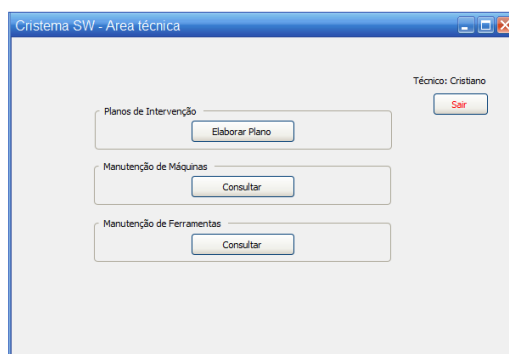 Cristema SW - Area técnica
Técnico: Cristiano
Sair
Planos de Intervenção
Elaborar Plano
Manutenção de Máquinas
Consultar
Manutenção de Ferramentas
Consultar